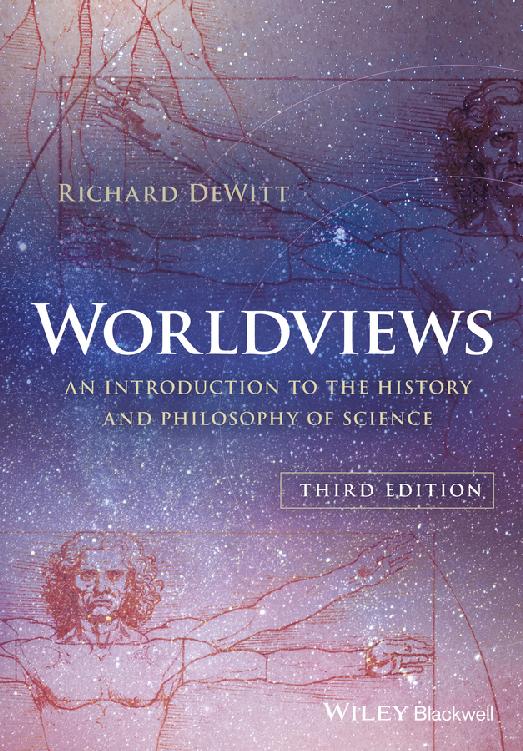 RICHARD DEWITT
WORLDVIEWS
AN INTRODUCTION TO THE HISTORY
AND PHILOSOPHY OF SCIENCE
THIRD EDITION
WILEY Blackwell